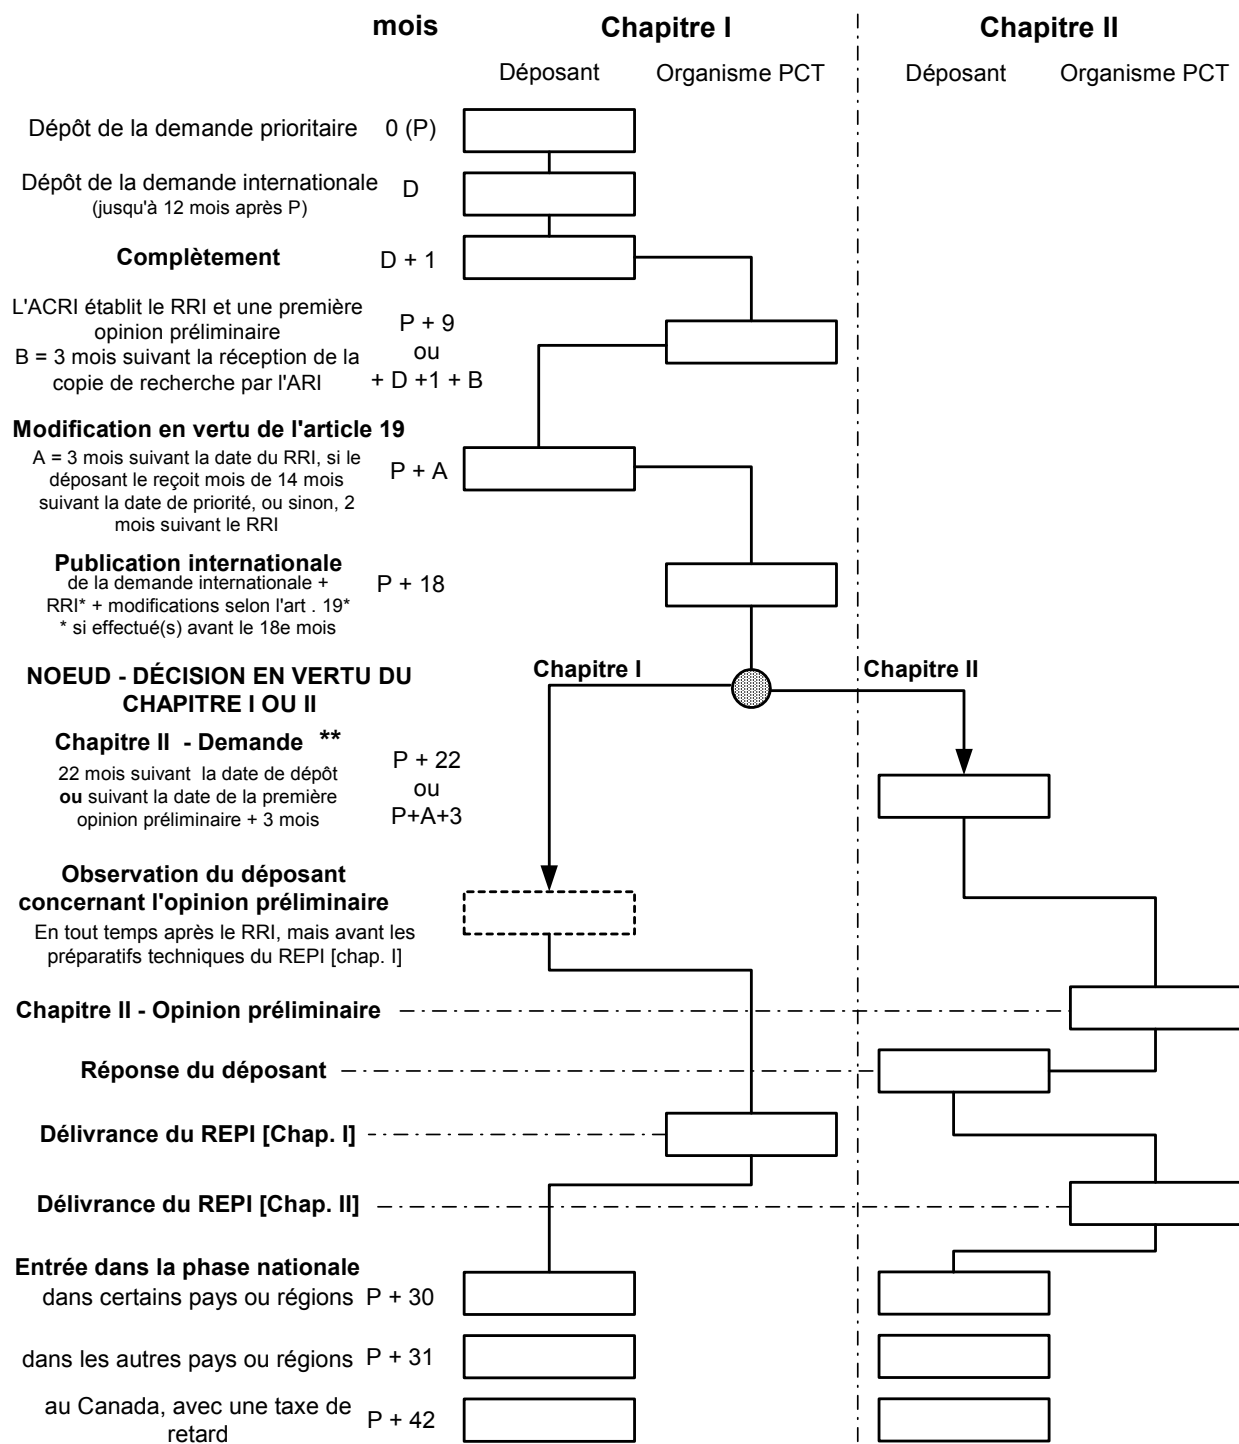 mois
Chapitre I
Chapitre II
Déposant
Organisme PCT
Déposant
Organisme PCT
Dépôt de la demande prioritaire
0 (P)
Dépôt de la demande internationale
(jusqu'à 12 mois après P)
D
Complètement
D + 1
L'ACRI établit le RRI et une première
opinion préliminaire
B = 3 mois suivant la réception de la
copie de recherche par l'ARI
P + 9
ou
+ D +1 + B
Modification en vertu de l'article 19
A = 3 mois suivant la date du RRI, si le
déposant le reçoit mois de 14 mois
suivant la date de priorité, ou sinon, 2
mois suivant le RRI
P + A
Publication internationale
de la demande internationale +
RRI* + modifications selon l'art . 19*
* si effectué(s) avant le 18e mois
P + 18
NOEUD - DÉCISION EN VERTU DU
CHAPITRE I OU II
Chapitre I
Chapitre II
Chapitre II - Demande **
22 mois suivant la date de dépôt
ou suivant la date de la première
opinion préliminaire + 3 mois
P + 22
ou
P+A+3
Observation du déposant
concernant l'opinion préliminaire
En tout temps après le RRI, mais avant les
préparatifs techniques du REPI [chap. I]
Chapitre II - Opinion préliminaire
Réponse du déposant
Délivrance du REPI [Chap. I]
Délivrance du REPI [Chap. II]
Entrée dans la phase nationale
dans certains pays ou régions
P + 30
dans les autres pays ou régions
P + 31
au Canada, avec une taxe de
retard
P + 42